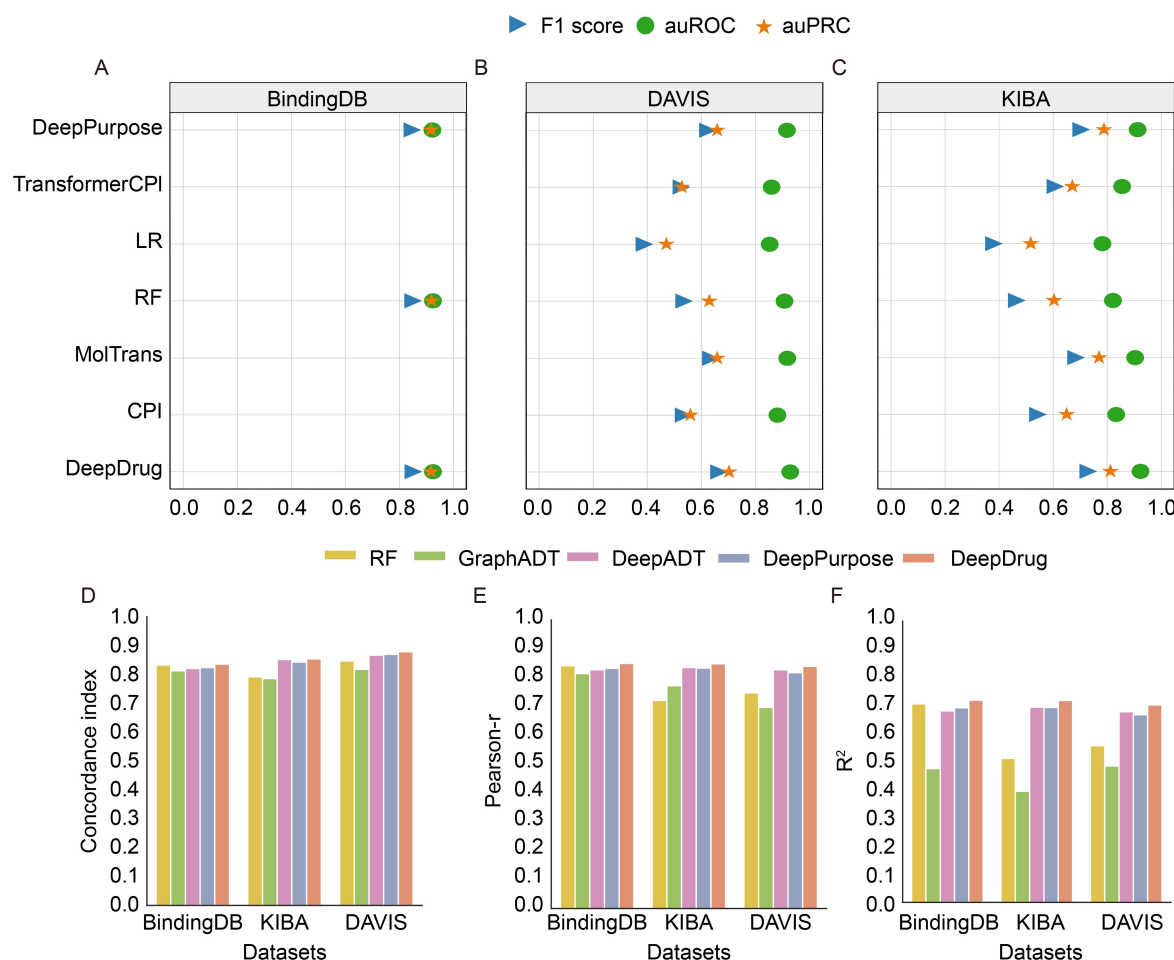 F1 score auROC auPRC
A B C
BindingDB DAVIS KIBA
DeepPurpose
TransformerCPI
LR
RF
MolTrans
CPI
DeepDrug
0.0 0.2 0.4 0.6 0.8 1.0 0.0 0.2 0.4 0.6 0.8 1.0 0.0 0.2 0.4 0.6 0.8 1.0
RF GraphADT DeepADT DeepPurpose DeepDrug
D
Concordance index
1.0
0.9
0.8
0.7
0.6
0.5
0.4
0.3
0.2
0.1
0.0
BindingDB KIBA DAVIS
Datasets
E
Pearson-r
1.0
0.9
0.8
0.7
0.6
0.5
0.4
0.3
0.2
0.1
0.0
BindingDB KIBA DAVIS
Datasets
F
R²
1.0
0.9
0.8
0.7
0.6
0.5
0.4
0.3
0.2
0.1
0.0
BindingDB KIBA DAVIS
Datasets